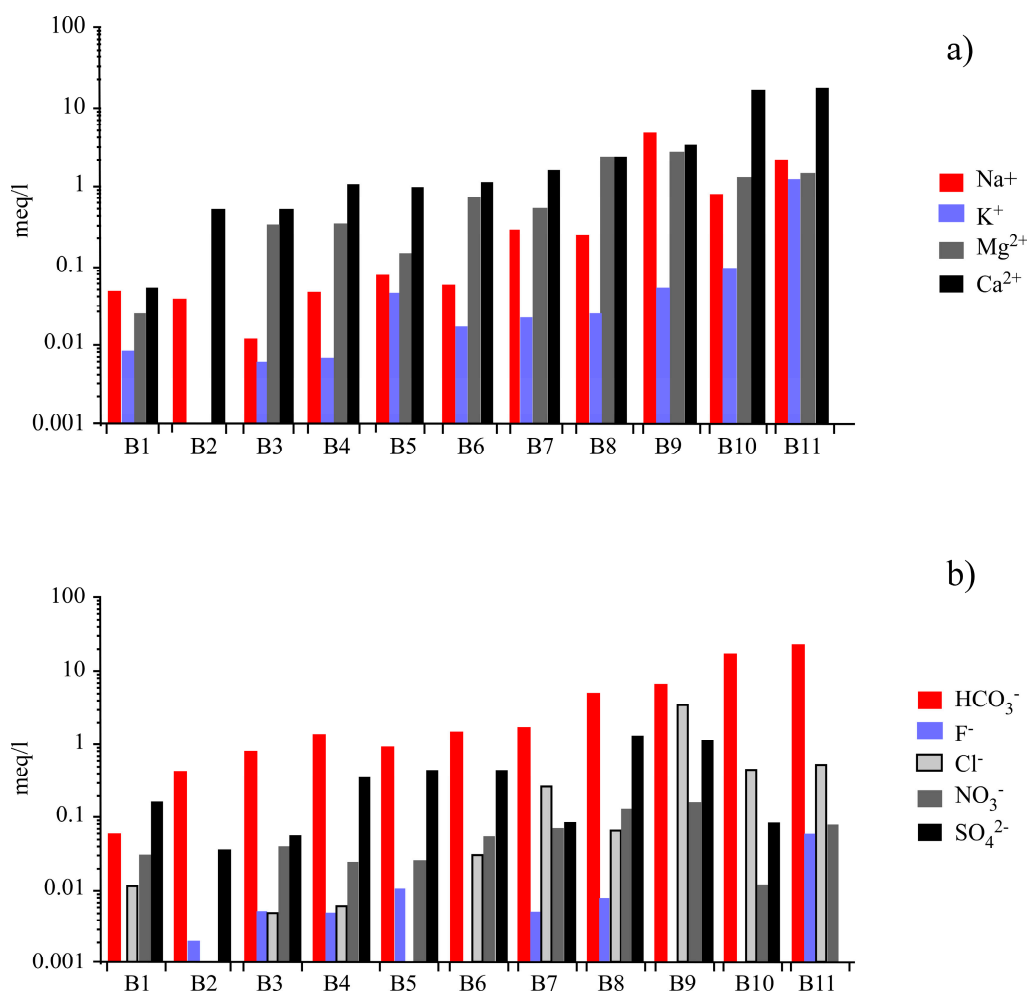 a)
100
10
1
0.1
0.01
0.001
meq/l
B1 B2 B3 B4 B5 B6 B7 B8 B9 B10 B11
Na+
K⁺
Mg²⁺
Ca²⁺
b)
100
10
1
0.1
0.01
0.001
meq/l
B1 B2 B3 B4 B5 B6 B7 B8 B9 B10 B11
HCO₃⁻
F⁻
Cl⁻
NO₃⁻
SO₄²⁻